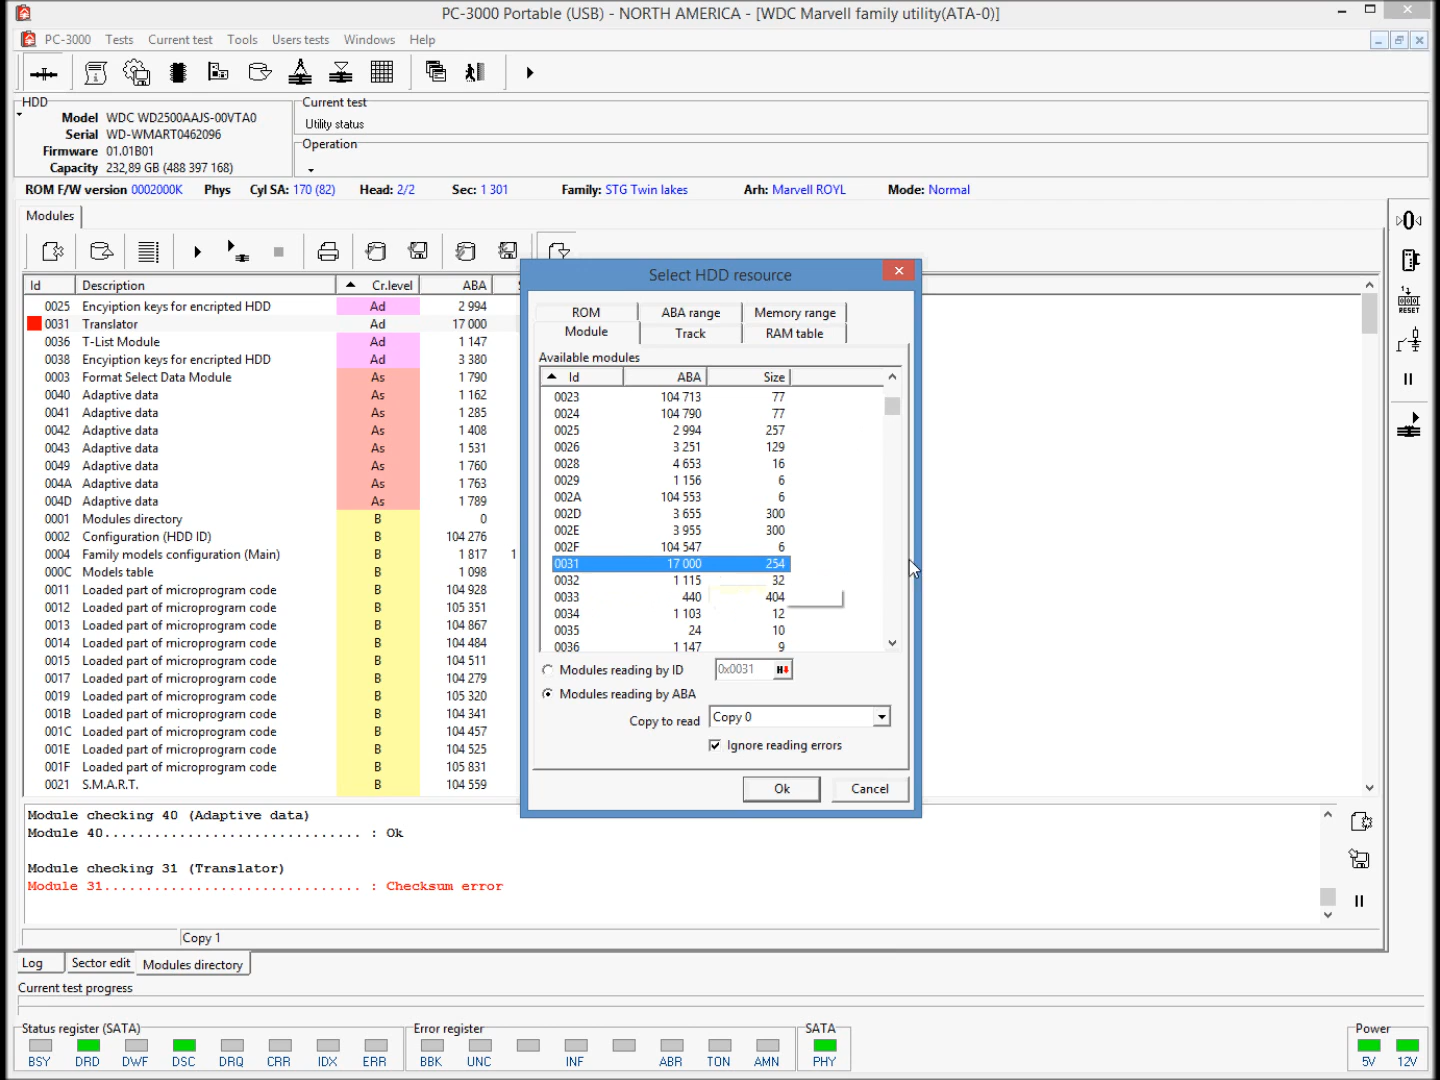 PC-3000 Portable (USB) - NORTH AMERICA - [WDC Marvell family utility(ATA-0)]
PC-3000 Tests Current test Tools Users tests Windows Help
HDD
Model WDC WD2500AAJS-00VTA0
Serial WD-WMART0462096
Firmware 01.01B01
Capacity 232,89 GB (488 397 168)
Current test
Utility status
Operation
ROM F/W version 0002000K Phys Cyl SA: 170 (82) Head: 2/2 Sec: 1 301 Family: STG Twin lakes Arh: Marvell ROYL Mode: Normal
Modules
Id Description Cr.level ABA
0025 Encyiption keys for encripted HDD Ad 2 994
0031 Translator Ad 17 000
0036 T-List Module Ad 1 147
0038 Encyiption keys for encripted HDD Ad 3 380
0003 Format Select Data Module As 1 790
0040 Adaptive data As 1 162
0041 Adaptive data As 1 285
0042 Adaptive data As 1 408
0043 Adaptive data As 1 531
0049 Adaptive data As 1 760
004A Adaptive data As 1 763
004D Adaptive data As 1 789
0001 Modules directory B 0
0002 Configuration (HDD ID) B 104 276
0004 Family models configuration (Main) B 1 817 1
000C Models table B 1 098
0011 Loaded part of microprogram code B 104 928
0012 Loaded part of microprogram code B 105 351
0013 Loaded part of microprogram code B 104 867
0014 Loaded part of microprogram code B 104 484
0015 Loaded part of microprogram code B 104 511
0017 Loaded part of microprogram code B 104 279
0019 Loaded part of microprogram code B 105 320
001B Loaded part of microprogram code B 104 341
001C Loaded part of microprogram code B 104 457
001E Loaded part of microprogram code B 104 525
001F Loaded part of microprogram code B 105 831
0021 S.M.A.R.T. B 104 559
Select HDD resource
ROM ABA range Memory range
Module Track RAM table
Available modules
Id ABA Size
0023 104 713 77
0024 104 790 77
0025 2 994 257
0026 3 251 129
0028 4 653 16
0029 1 156 6
002A 104 553 6
002D 3 655 300
002E 3 955 300
002F 104 547 6
0031 17 000 254
0032 1 115 32
0033 440 404
0034 1 103 12
0035 24 10
0036 1 147 9
Modules reading by ID 0x0031 H
Modules reading by ABA
Copy to read Copy 0
Ignore reading errors
Ok Cancel
RESET
Module checking 40 (Adaptive data)
Module 40............................... : Ok
Module checking 31 (Translator)
Module 31............................... : Checksum error
Copy 1
Log Sector edit Modules directory
Current test progress
Status register (SATA) Error register SATA Power
BSY DRD DWF DSC DRQ CRR IDX ERR BBK UNC INF ABR TON AMN PHY 5V 12V